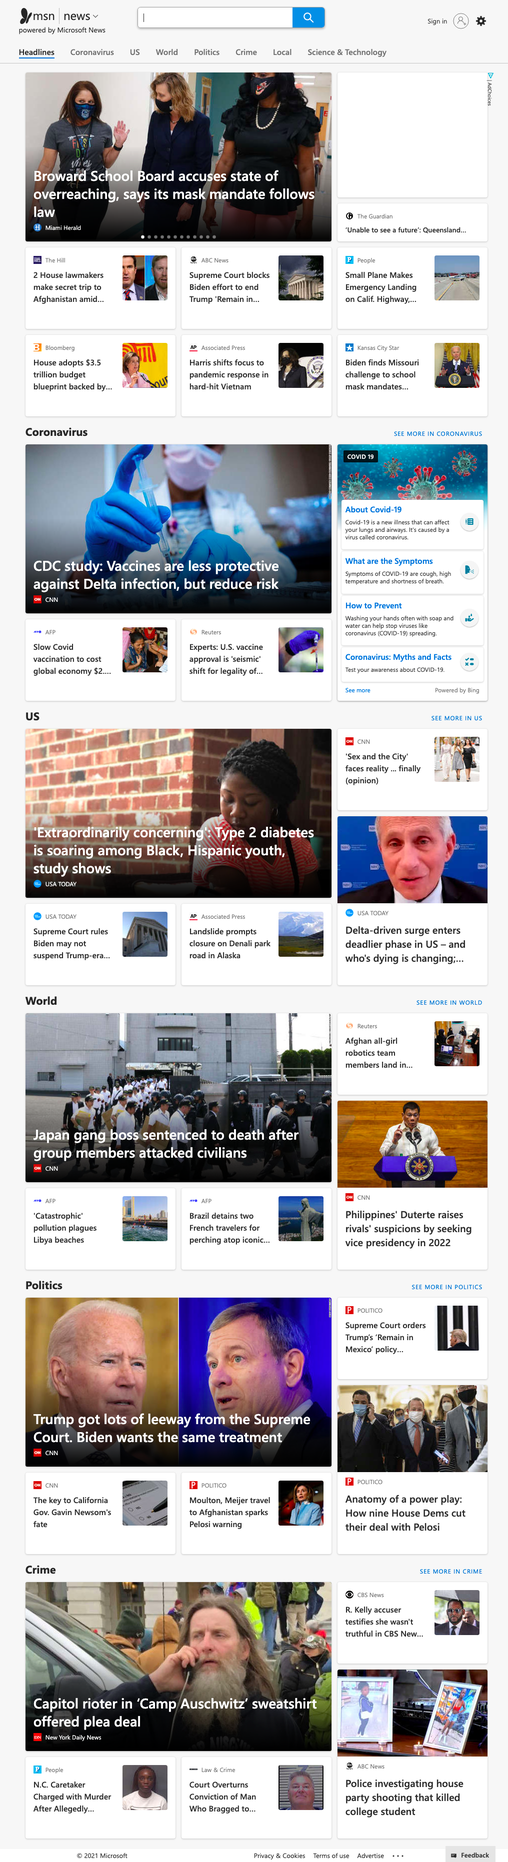 msn | news
powered by Microsoft News
Sign in
Headlines Coronavirus US World Politics Crime Local Science & Technology
AdChoices
Broward School Board accuses state of
overreaching, says its mask mandate follows
law
Miami Herald
The Guardian
'Unable to see a future': Queensland...
The Hill
2 House lawmakers
make secret trip to
Afghanistan amid...
ABC News
Supreme Court blocks
Biden effort to end
Trump 'Remain in...
People
Small Plane Makes
Emergency Landing
on Calif. Highway,...
Bloomberg
House adopts $3.5
trillion budget
blueprint backed by...
Associated Press
Harris shifts focus to
pandemic response in
hard-hit Vietnam
Kansas City Star
Biden finds Missouri
challenge to school
mask mandates...
Coronavirus
SEE MORE IN CORONAVIRUS
CDC study: Vaccines are less protective
against Delta infection, but reduce risk
CNN
COVID 19
About Covid-19
Covid-19 is a new illness that can affect
your lungs and airways. It's caused by a
virus called coronavirus.
What are the Symptoms
Symptoms of COVID-19 are cough, high
temperature and shortness of breath.
How to Prevent
Washing your hands often with soap and
water can help stop viruses like
coronavirus (COVID-19) spreading.
Coronavirus: Myths and Facts
Test your awareness about COVID-19.
See more
Powered by Bing
AFP
Slow Covid
vaccination to cost
global economy $2....
Reuters
Experts: U.S. vaccine
approval is 'seismic'
shift for legality of...
US
SEE MORE IN US
'Extraordinarily concerning': Type 2 diabetes
is soaring among Black, Hispanic youth,
study shows
USA TODAY
CNN
'Sex and the City'
faces reality ... finally
(opinion)
USA TODAY
Delta-driven surge enters
deadlier phase in US – and
who's dying is changing;...
USA TODAY
Supreme Court rules
Biden may not
suspend Trump-era...
Associated Press
Landslide prompts
closure on Denali park
road in Alaska
World
SEE MORE IN WORLD
Japan gang boss sentenced to death after
group members attacked civilians
CNN
Reuters
Afghan all-girl
robotics team
members land in...
CNN
Philippines' Duterte raises
rivals' suspicions by seeking
vice presidency in 2022
AFP
'Catastrophic'
pollution plagues
Libya beaches
AFP
Brazil detains two
French travelers for
perching atop iconic...
Politics
SEE MORE IN POLITICS
Trump got lots of leeway from the Supreme
Court. Biden wants the same treatment
CNN
POLITICO
Supreme Court orders
Trump's 'Remain in
Mexico' policy...
POLITICO
Anatomy of a power play:
How nine House Dems cut
their deal with Pelosi
CNN
The key to California
Gov. Gavin Newsom's
fate
POLITICO
Moulton, Meijer travel
to Afghanistan sparks
Pelosi warning
Crime
SEE MORE IN CRIME
Capitol rioter in 'Camp Auschwitz' sweatshirt
offered plea deal
New York Daily News
CBS News
R. Kelly accuser
testifies she wasn't
truthful in CBS New...
ABC News
Police investigating house
party shooting that killed
college student
People
N.C. Caretaker
Charged with Murder
After Allegedly...
Law & Crime
Court Overturns
Conviction of Man
Who Bragged to...
© 2021 Microsoft
Privacy & Cookies Terms of use Advertise ...
Feedback